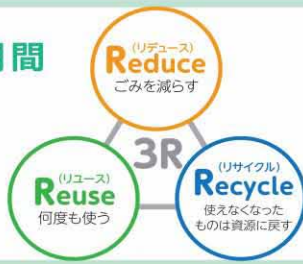 間
(リデュース)
Reduce
ごみを減らす
3R
(リユース)
Reuse
何度も使う
(リサイクル)
Recycle
使えなくなった
ものは資源に戻す